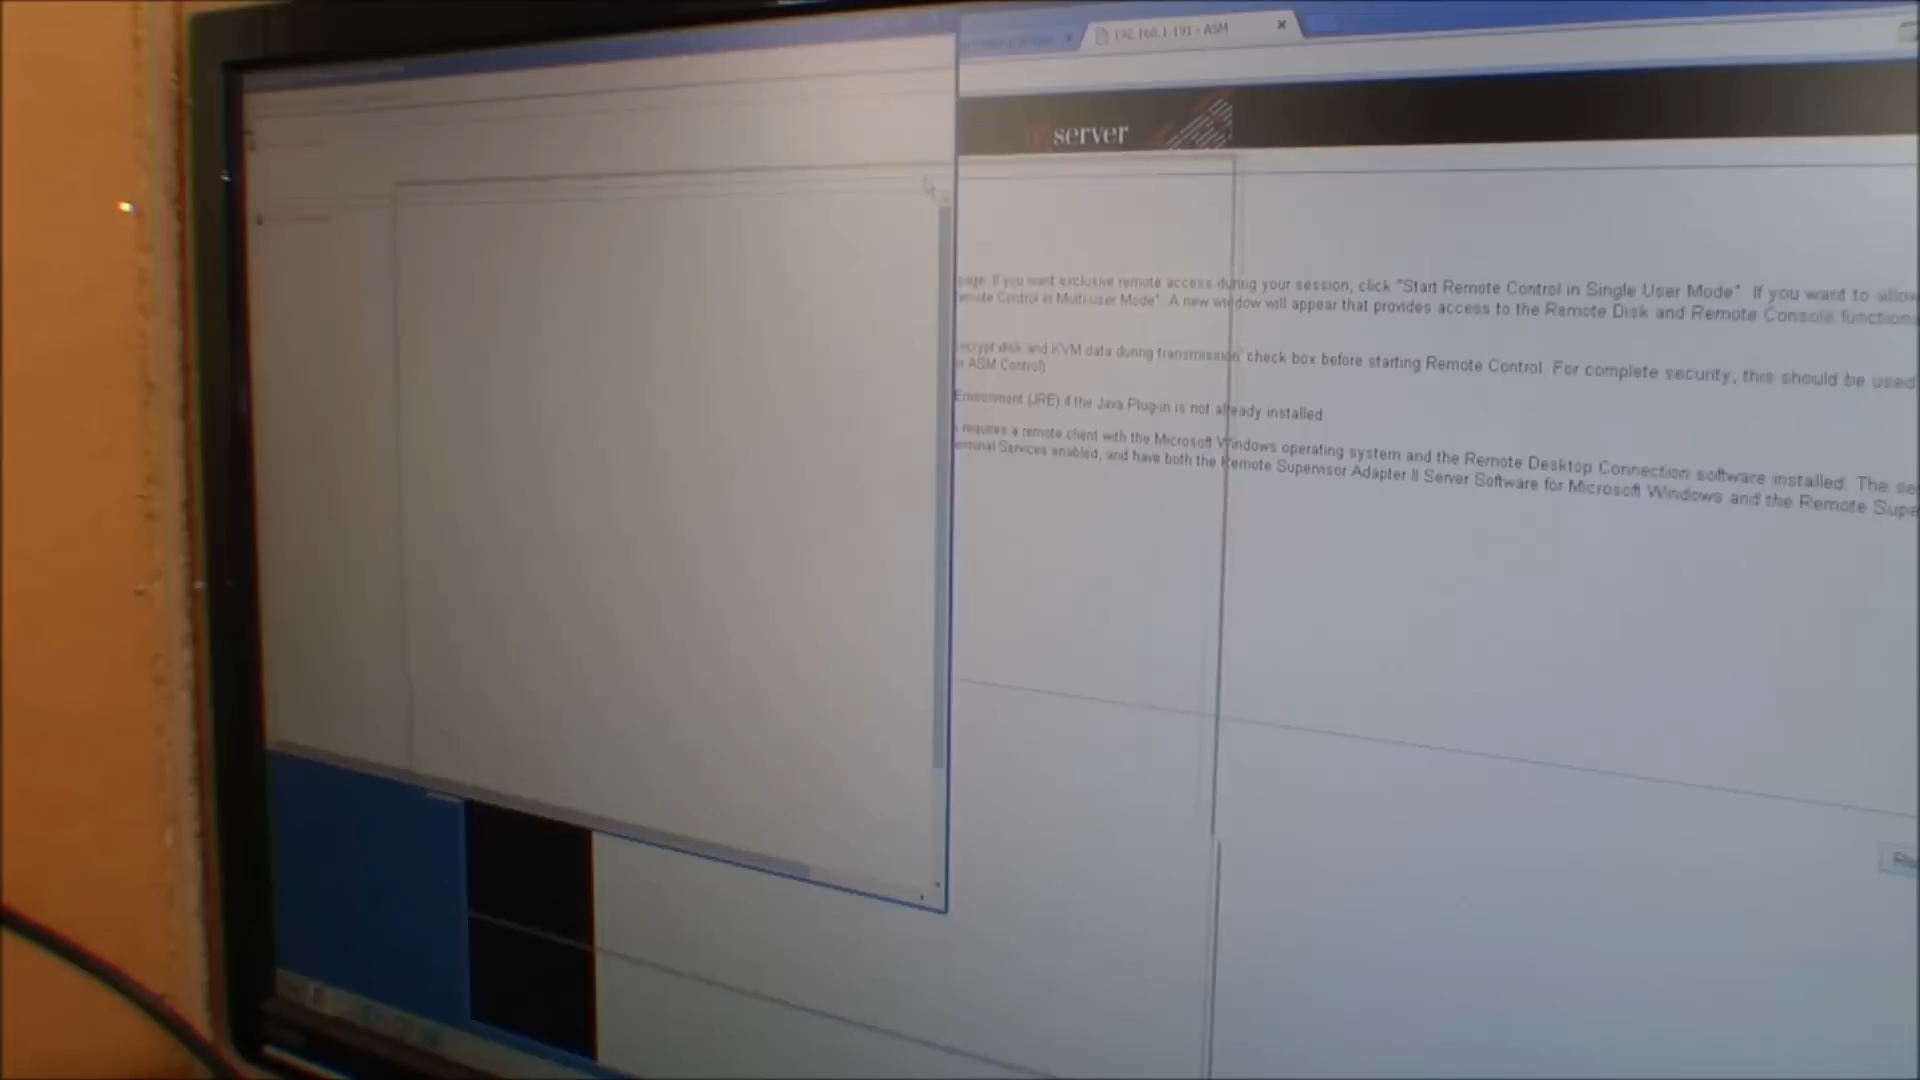 192.168.1.191 - ASM
server
page. If you want exclusive remote access during your session, click "Start Remote Control in Single User Mode". If you want to allow
Remote Control in Multi-user Mode". A new window will appear that provides access to the Remote Disk and Remote Console
encrypt disk and KVM data during transmission' check box before starting Remote Control. For complete security, this should be used
ASM Control)
Environment (JRE) if the Java Plug-in is not already installed
requires a remote client with the Microsoft Windows operating system and the Remote Desktop Connection software installed. The
Terminal Services enabled, and have both the Remote Supervisor Adapter II Server Software for Microsoft Windows and the Remote